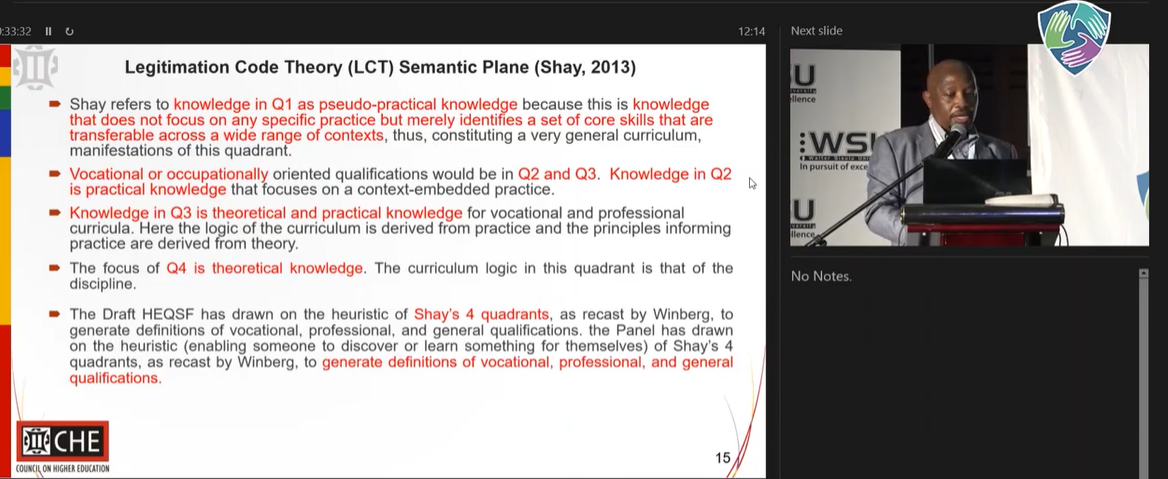 :33:32
12:14
Next slide
Legitimation Code Theory (LCT) Semantic Plane (Shay, 2013)
Shay refers to knowledge in Q1 as pseudo-practical knowledge because this is knowledge
that does not focus on any specific practice but merely identifies a set of core skills that are
transferable across a wide range of contexts, thus, constituting a very general curriculum,
manifestations of this quadrant.
Vocational or occupationally oriented qualifications would be in Q2 and Q3. Knowledge in Q2
is practical knowledge that focuses on a context-embedded practice.
Knowledge in Q3 is theoretical and practical knowledge for vocational and professional
curricula. Here the logic of the curriculum is derived from practice and the principles informing
practice are derived from theory.
The focus of Q4 is theoretical knowledge. The curriculum logic in this quadrant is that of the
discipline.
The Draft HEQSF has drawn on the heuristic of Shay's 4 quadrants, as recast by Winberg, to
generate definitions of vocational, professional, and general qualifications. the Panel has drawn
on the heuristic (enabling someone to discover or learn something for themselves) of Shay's 4
quadrants, as recast by Winberg, to generate definitions of vocational, professional, and general
qualifications.
CHE
COUNCIL ON HIGHER EDUCATION
15
U
ellence
WSU
Walter Sisulu University
In pursuit of exce
U
llence
No Notes.